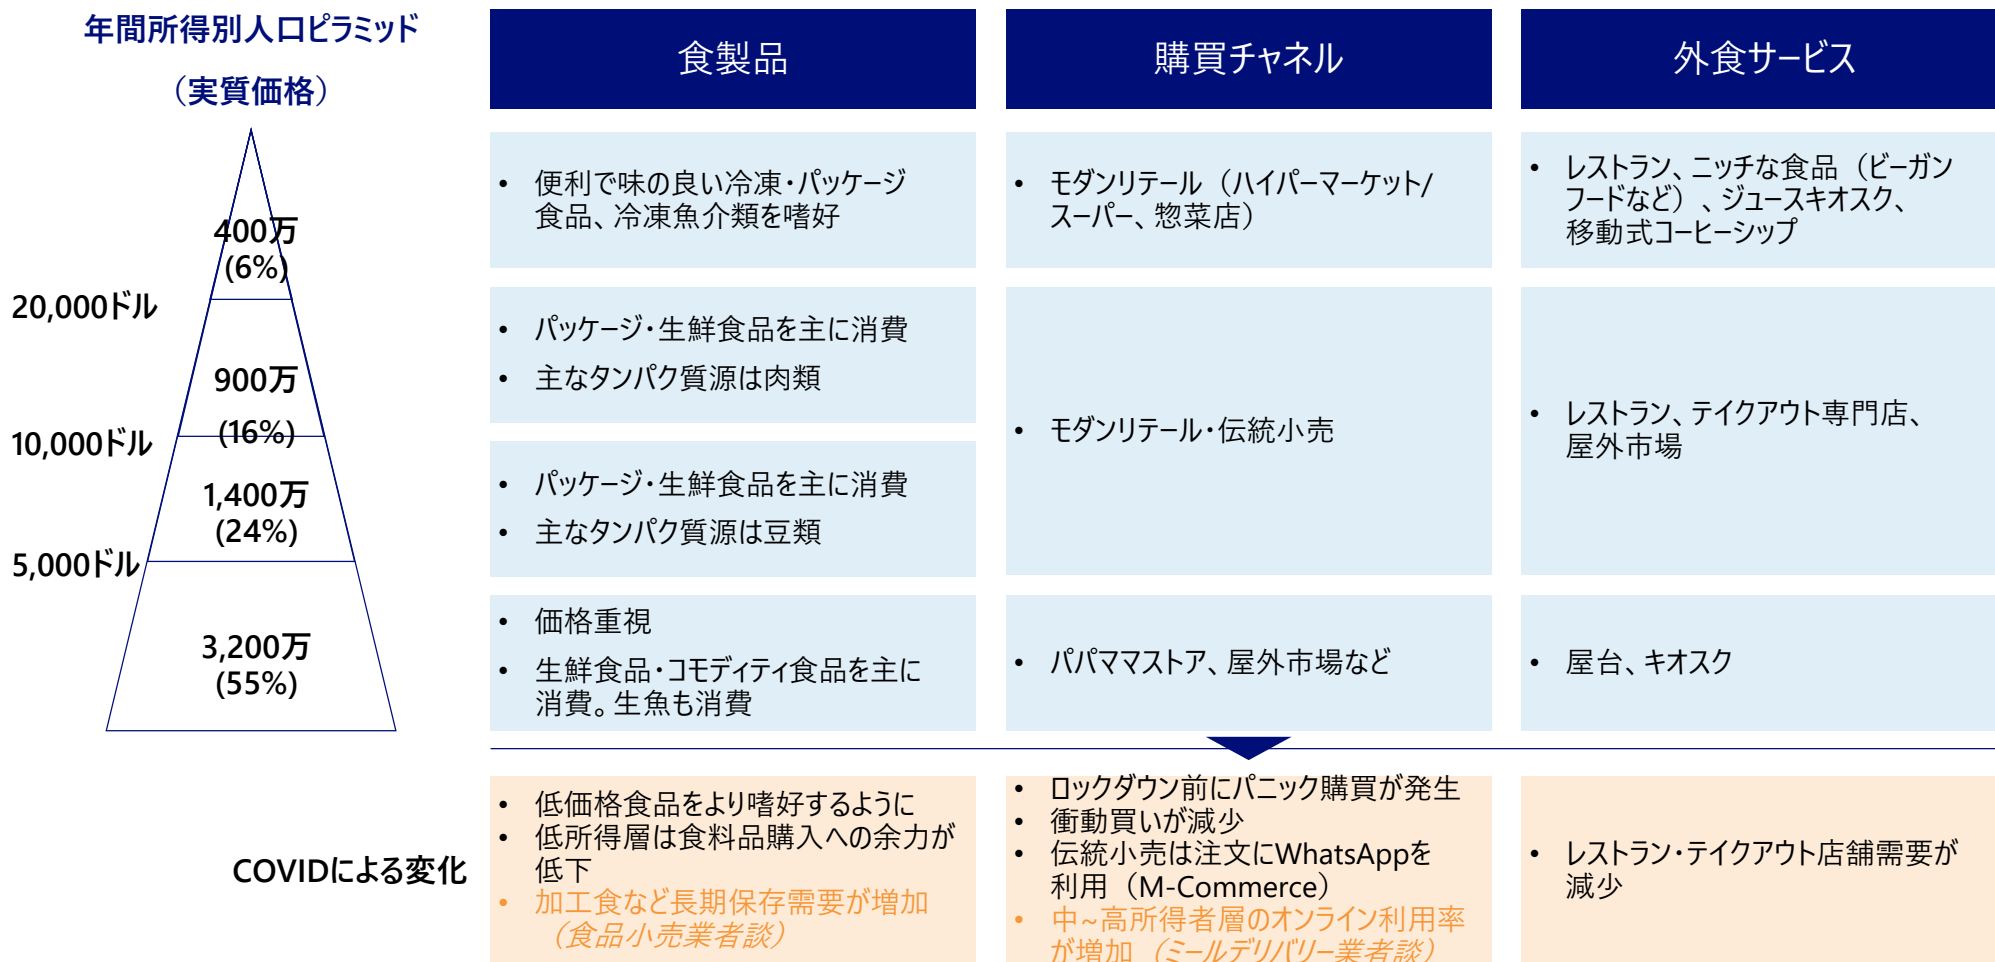 年間所得別人口ピラミッド
（実質価格）
食製品
購買チャネル
外食サービス
400万
(6%)
20,000ドル
900万
(16%)
10,000ドル
1,400万
(24%)
5,000ドル
3,200万
(55%)
• 便利で味の良い冷凍・パッケージ
食品、冷凍魚介類を嗜好
• モダンリテール（ハイパーマーケット/
スーパー、惣菜店）
• レストラン、ニッチな食品（ビーガン
フードなど）、ジュースキオスク、
移動式コーヒーシップ
• パッケージ・生鮮食品を主に消費
• 主なタンパク質源は肉類
• パッケージ・生鮮食品を主に消費
• 主なタンパク質源は豆類
• モダンリテール・伝統小売
• レストラン、テイクアウト専門店、
屋外市場
• 価格重視
• 生鮮食品・コモディティ食品を主に
消費。生魚も消費
• パパママストア、屋外市場など
• 屋台、キオスク
COVIDによる変化
• 低価格食品をより嗜好するように
• 低所得層は食料品購入への余力が
低下
• 加工食など長期保存需要が増加
（食品小売業者談）
• ロックダウン前にパニック購買が発生
• 衝動買いが減少
• 伝統小売は注文にWhatsAppを
利用（M-Commerce）
• 中~高所得者層のオンライン利用率
が増加（ミールデリバリー業者談）
• レストラン・テイクアウト店舗需要が
減少